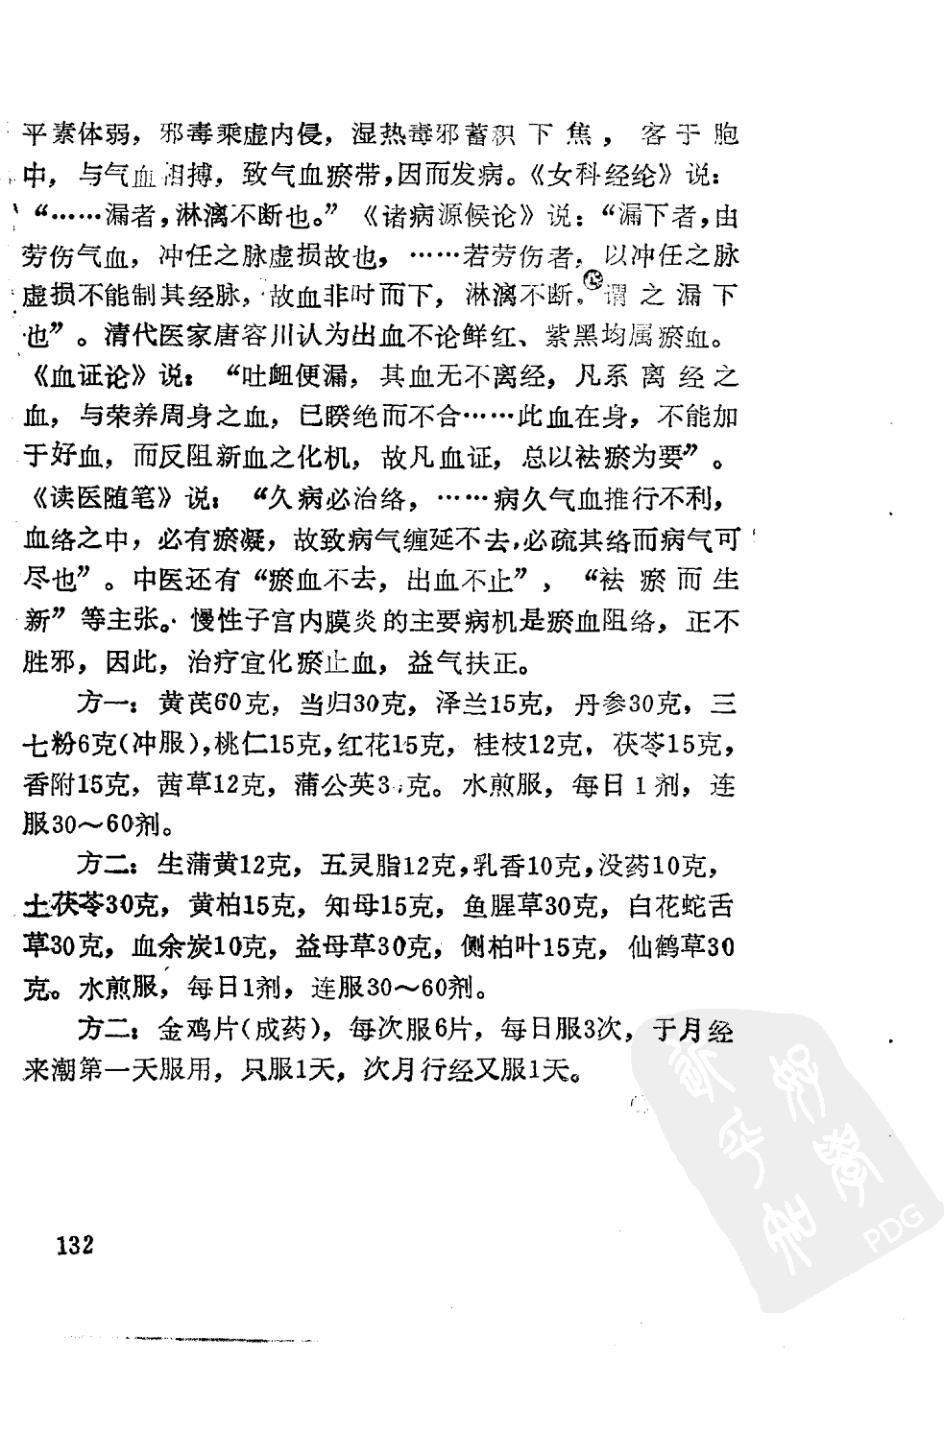 平素体弱，邪毒乘虚内侵，湿热毒邪蓄积下焦，客于胞
中，与气血相搏，致气血瘀带，因而发病。《女科经纶》说：
“……漏者，淋漓不断也。”《诸病源候论》说：“漏下者，由
劳伤气血，冲任之脉虚损故也，……若劳伤者，以冲任之脉
虚损不能制其经脉，故血非时而下，淋漓不断，谓之漏下
也”。清代医家唐容川认为出血不论鲜红、紫黑均属瘀血。
《血证论》说：“吐衄便漏，其血无不离经，凡系离经之
血，与荣养周身之血，已睽绝而不合……此血在身，不能加
于好血，而反阻新血之化机，故凡血证，总以祛瘀为要”。
《读医随笔》说：“久病必治络，……病久气血推行不利，
血络之中，必有瘀凝，故致病气缠延不去，必疏其络而病气可
尽也”。中医还有“瘀血不去，出血不止”，“祛瘀而生
新”等主张。慢性子宫内膜炎的主要病机是瘀血阻络，正不
胜邪，因此，治疗宜化瘀止血，益气扶正。
方一：黄芪60克，当归30克，泽兰15克，丹参30克，三
七粉6克(冲服)，桃仁15克，红花15克，桂枝12克，茯苓15克，
香附15克，茜草12克，蒲公英3克。水煎服，每日1剂，连
服30～60剂。
方二：生蒲黄12克，五灵脂12克，乳香10克，没药10克，
土茯苓30克，黄柏15克，知母15克，鱼腥草30克，白花蛇舌
草30克，血余炭10克，益母草30克，侧柏叶15克，仙鹤草30
克。水煎服，每日1剂，连服30～60剂。
方二：金鸡片(成药)，每次服6片，每日服3次，于月经
来潮第一天服用，只服1天，次月行经又服1天。
132
PDG